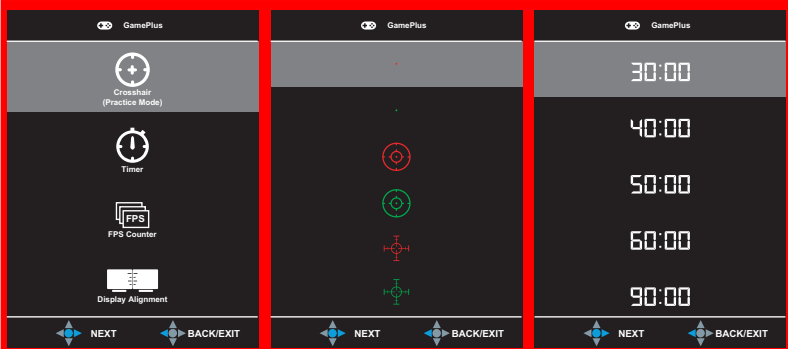 GamePlus
Crosshair
(Practice Mode)
Timer
FPS
FPS Counter
Display Alignment
NEXT BACK/EXIT
GamePlus
NEXT BACK/EXIT
GamePlus
30:00
40:00
50:00
60:00
90:00
NEXT BACK/EXIT